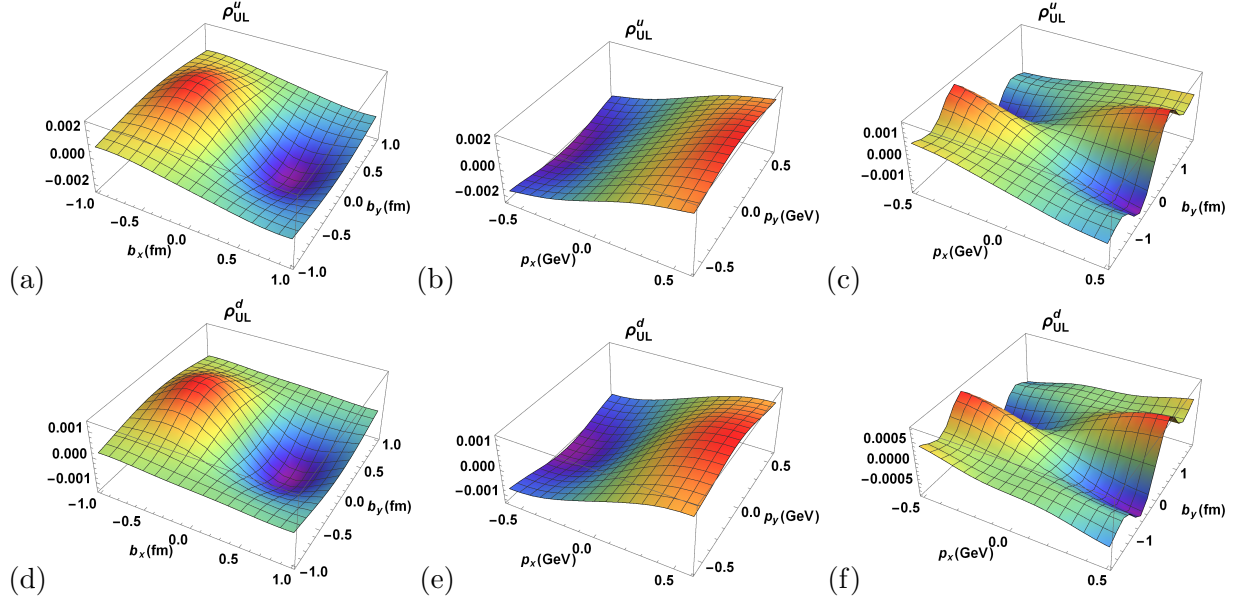 ρ_UL^u
0.002
0.000
−0.002
−1.0
−0.5
0.0
0.5
1.0
b_x(fm)
−1.0
−0.5
0.0
0.5
1.0
b_y(fm)
(a)
ρ_UL^u
0.002
0.000
−0.002
−0.5
0.0
0.5
p_x(GeV)
−0.5
0.0
0.5
p_y(GeV)
(b)
ρ_UL^u
0.001
0.000
−0.001
−0.5
0.0
0.5
p_x(GeV)
−1
0
1
b_y(fm)
(c)
ρ_UL^d
0.001
0.000
−0.001
−1.0
−0.5
0.0
0.5
1.0
b_x(fm)
−1.0
−0.5
0.0
0.5
1.0
b_y(fm)
(d)
ρ_UL^d
0.001
0.000
−0.001
−0.5
0.0
0.5
p_x(GeV)
−0.5
0.0
0.5
p_y(GeV)
(e)
ρ_UL^d
0.0005
0.0000
−0.0005
−0.5
0.0
0.5
p_x(GeV)
−1
0
1
b_y(fm)
(f)